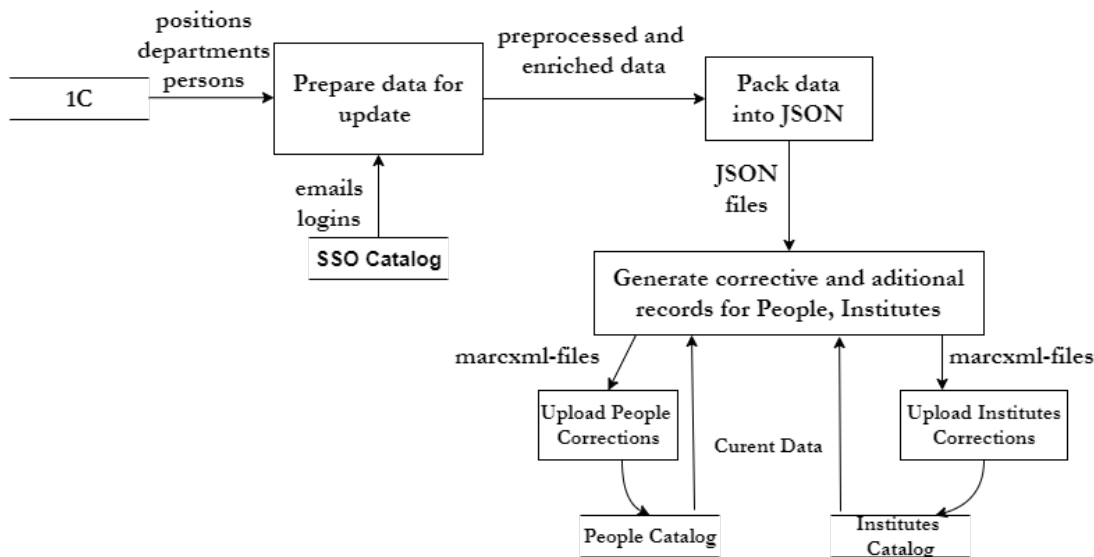 positions
departments
persons
1C
Prepare data for
update
preprocessed and
enriched data
Pack data
into JSON
emails
logins
SSO Catalog
JSON
files
Generate corrective and aditional
records for People, Institutes
marcxml-files
marcxml-files
Upload People
Corrections
Curent Data
Upload Institutes
Corrections
People Catalog
Institutes
Catalog